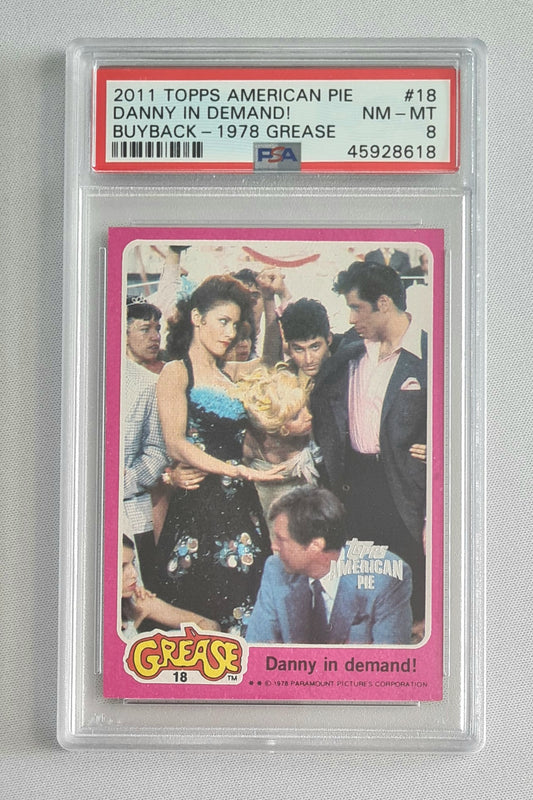 2011 TOPPS AMERICAN PIE #18
DANNY IN DEMAND! NM – MT
BUYBACK – 1978 GREASE 8
PSA 45928618
Topps
AMERICAN
PIE
GREASE
18 TM
Danny in demand!
★ ★ © 1978 PARAMOUNT PICTURES CORPORATION